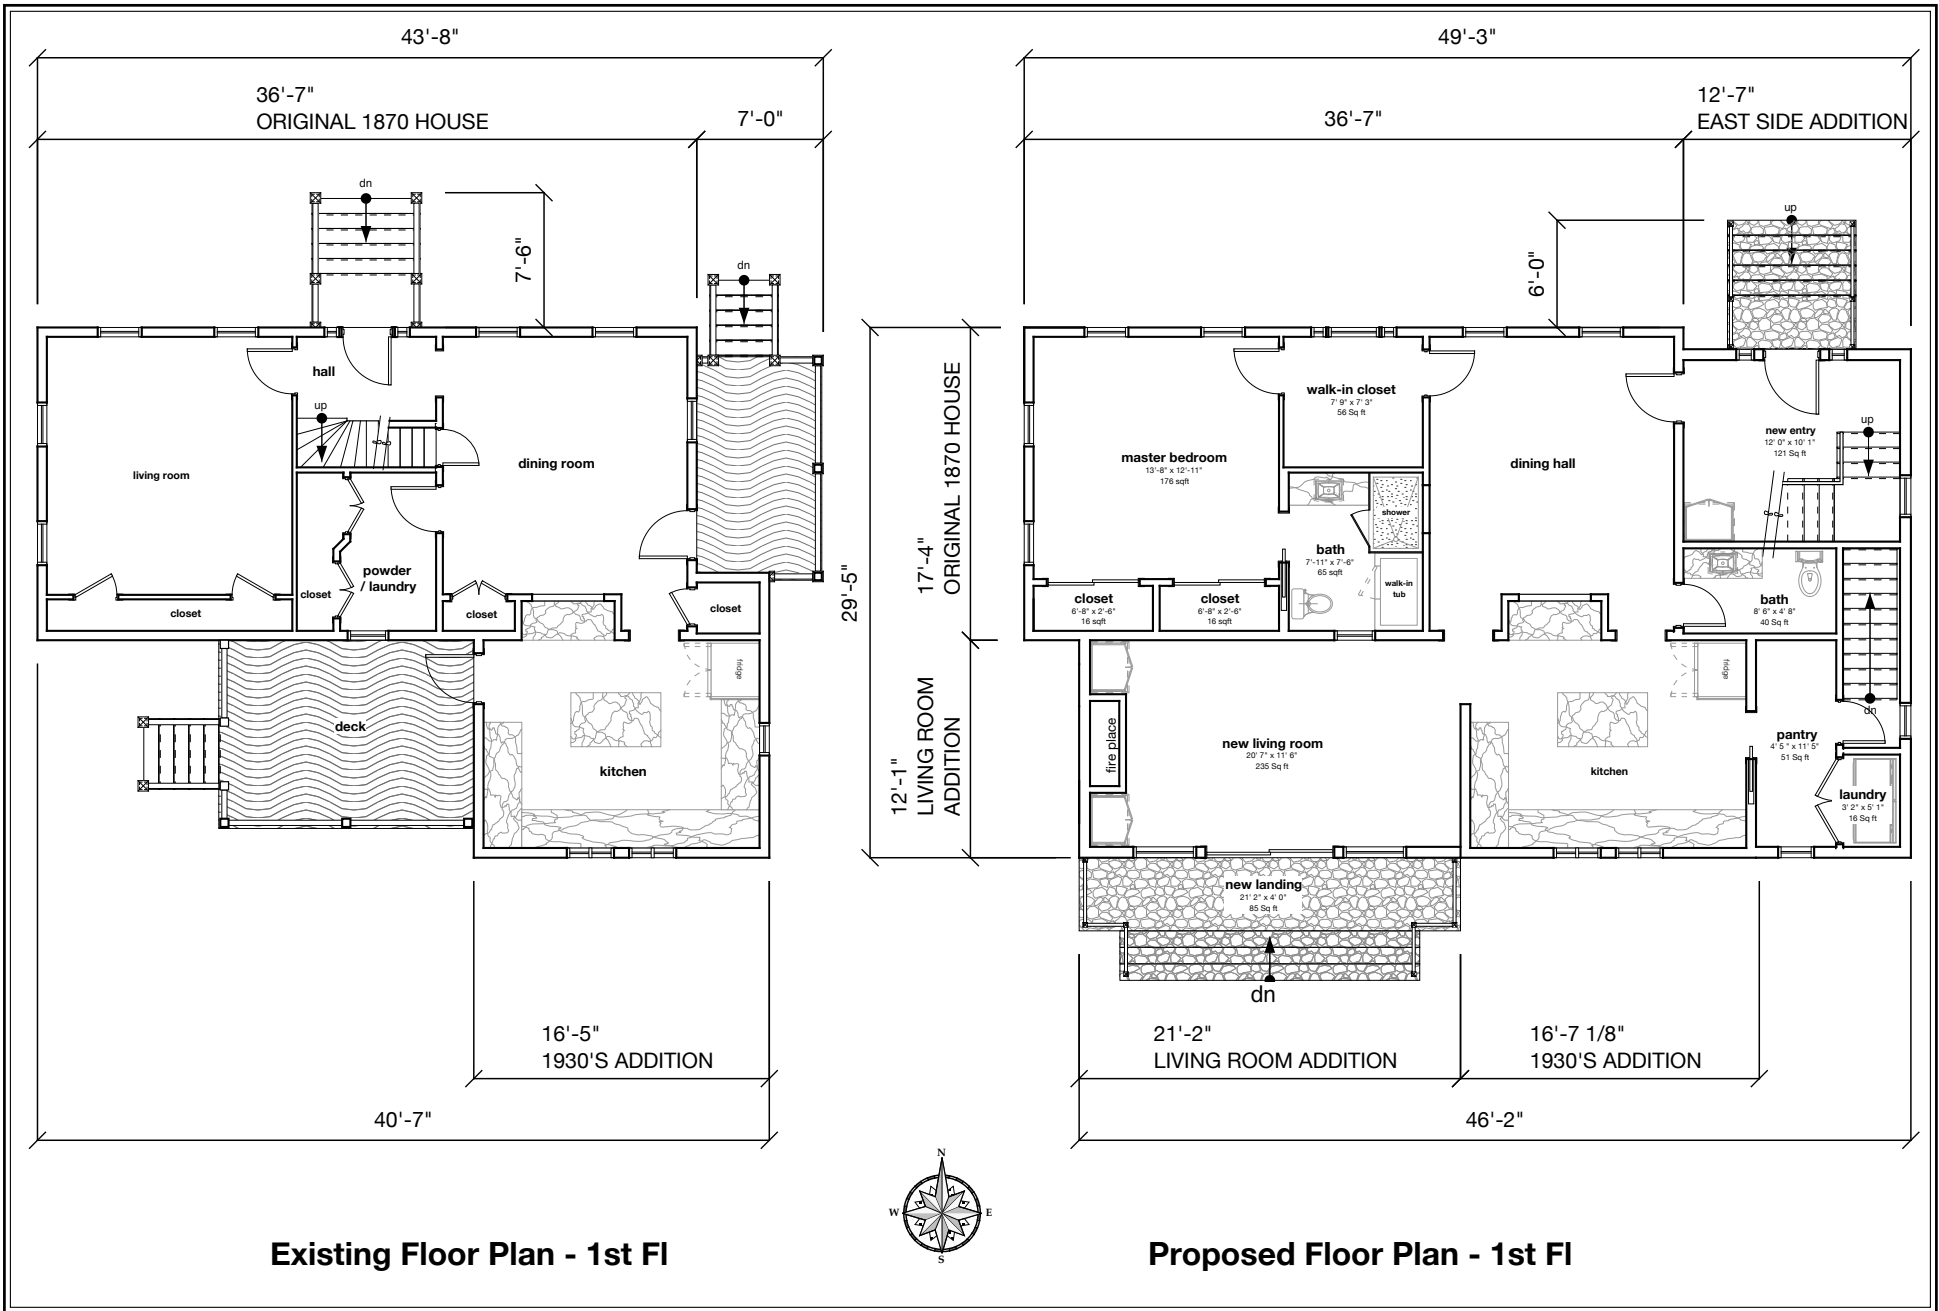 43'-8"
36'-7"
ORIGINAL 1870 HOUSE
7'-0"
dn
7'-6"
dn
hall
up
living room
dining room
powder
/ laundry
closet
closet
closet
closet
fridge
deck
kitchen
16'-5"
1930'S ADDITION
40'-7"
Existing Floor Plan - 1st Fl
29'-5"
17'-4"
ORIGINAL 1870 HOUSE
12'-1"
LIVING ROOM
ADDITION
N
W
E
S
49'-3"
36'-7"
12'-7"
EAST SIDE ADDITION
6'-0"
up
walk-in closet
7' 9" x 7' 3"
56 Sq ft
master bedroom
13'-8" x 12'-11"
176 sqft
dining hall
new entry
12' 0" x 10' 1"
121 Sq ft
up
shower
bath
7'-11" x 7'-6"
65 sqft
walk-in
tub
closet
6'-8" x 2'-6"
16 sqft
closet
6'-8" x 2'-6"
16 sqft
bath
8' 6" x 4' 8"
40 Sq ft
fridge
dn
fire place
new living room
20' 7" x 11' 6"
235 Sq ft
kitchen
pantry
4' 5 " x 11' 5"
51 Sq ft
laundry
3' 2" x 5' 1"
16 Sq ft
new landing
21' 2" x 4' 0"
85 Sq ft
dn
21'-2"
LIVING ROOM ADDITION
16'-7 1/8"
1930'S ADDITION
46'-2"
Proposed Floor Plan - 1st Fl